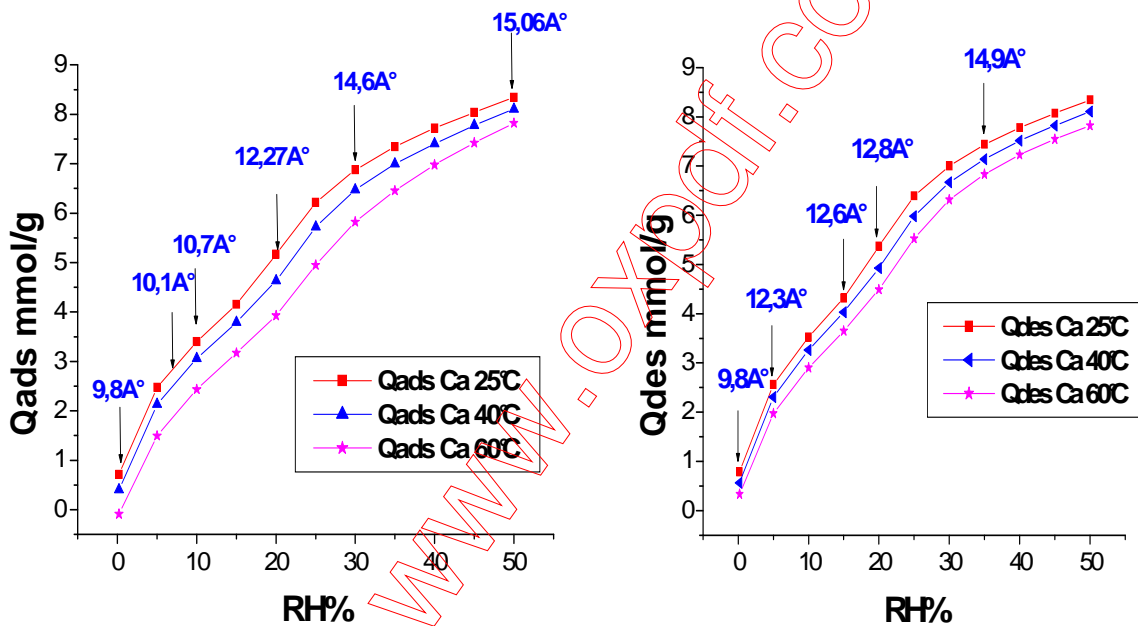 15,06A°
14,6A°
12,27A°
10,7A°
10,1A°
9,8A°
Qads mmol/g
9
8
7
6
5
4
3
2
1
0
Qads Ca 25°C
Qads Ca 40°C
Qads Ca 60°C
0 10 20 30 40 50
RH%
14,9A°
12,8A°
12,6A°
12,3A°
9,8A°
Qdes mmol/g
9
8
7
6
5
4
3
2
1
0
Qdes Ca 25°C
Qdes Ca 40°C
Qdes Ca 60°C
0 10 20 30 40 50
RH%
www.oxpdf.co